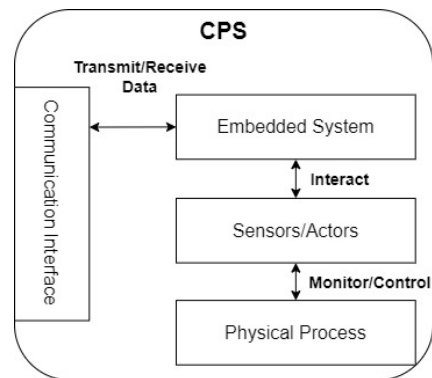 CPS
Transmit/Receive
Data
Communication Interface
Embedded System
Interact
Sensors/Actors
Monitor/Control
Physical Process